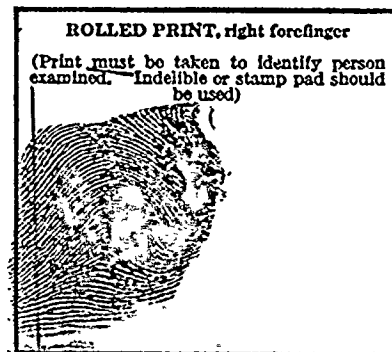 ROLLED PRINT, right forefinger
(Print must be taken to identify person
examined. Indelible or stamp pad should
be used)